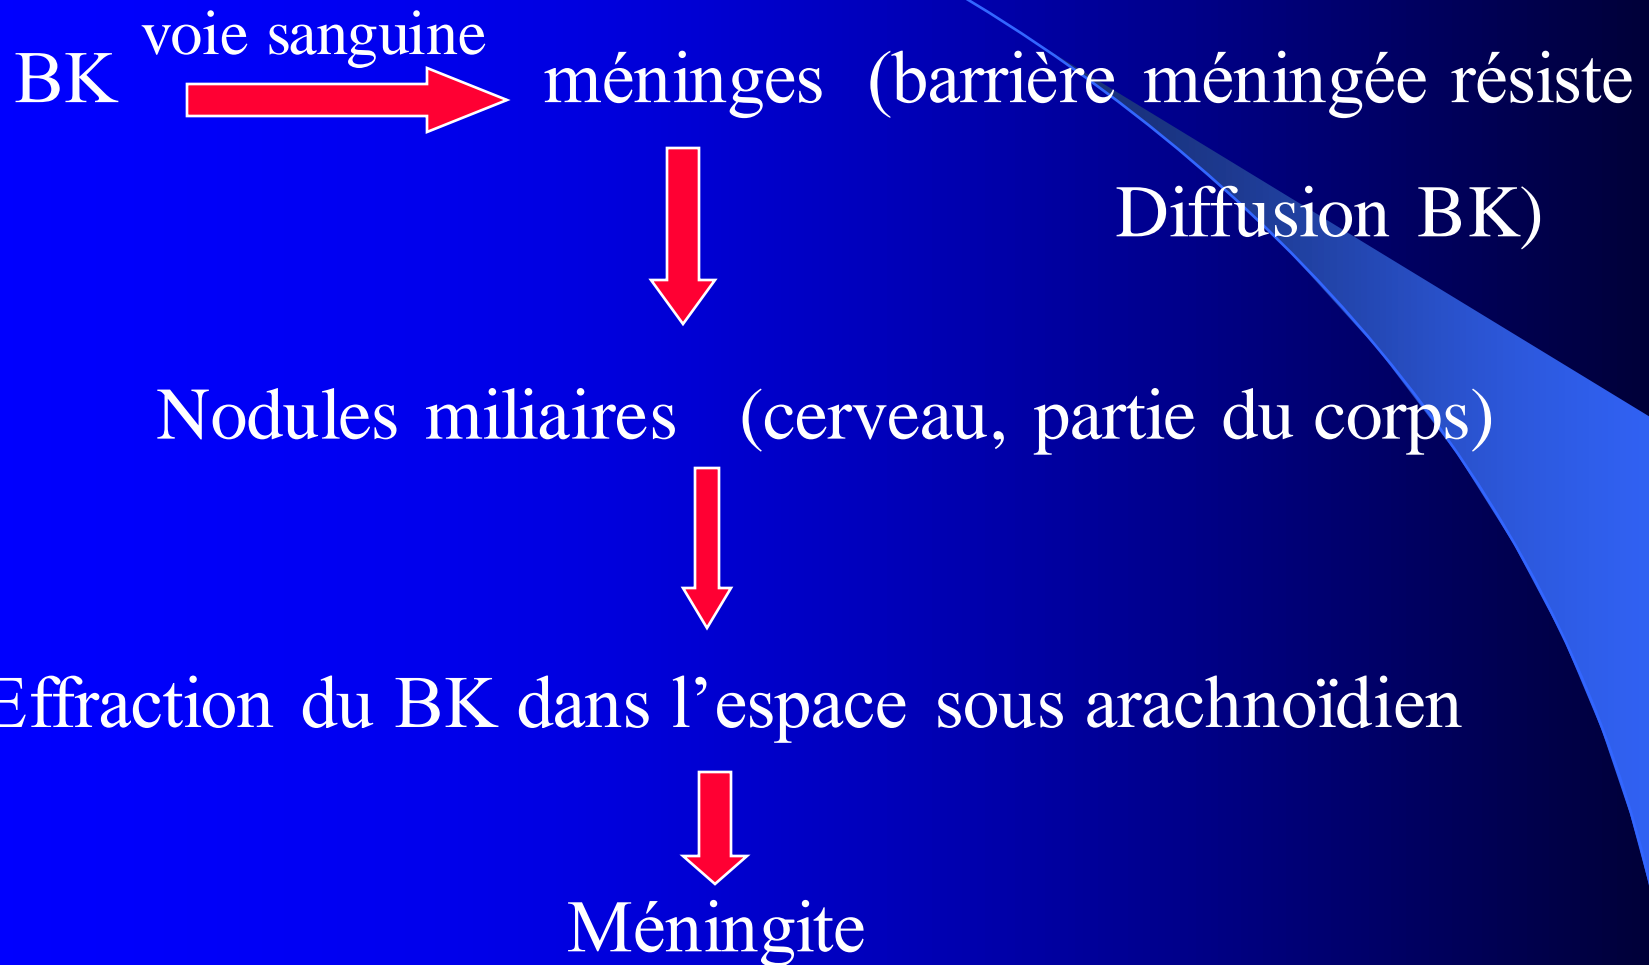 voie sanguine
BK méninges (barrière méningée résiste
Diffusion BK)
Nodules miliaires (cerveau, partie du corps)
Effraction du BK dans l’espace sous arachnoïdien
Méningite